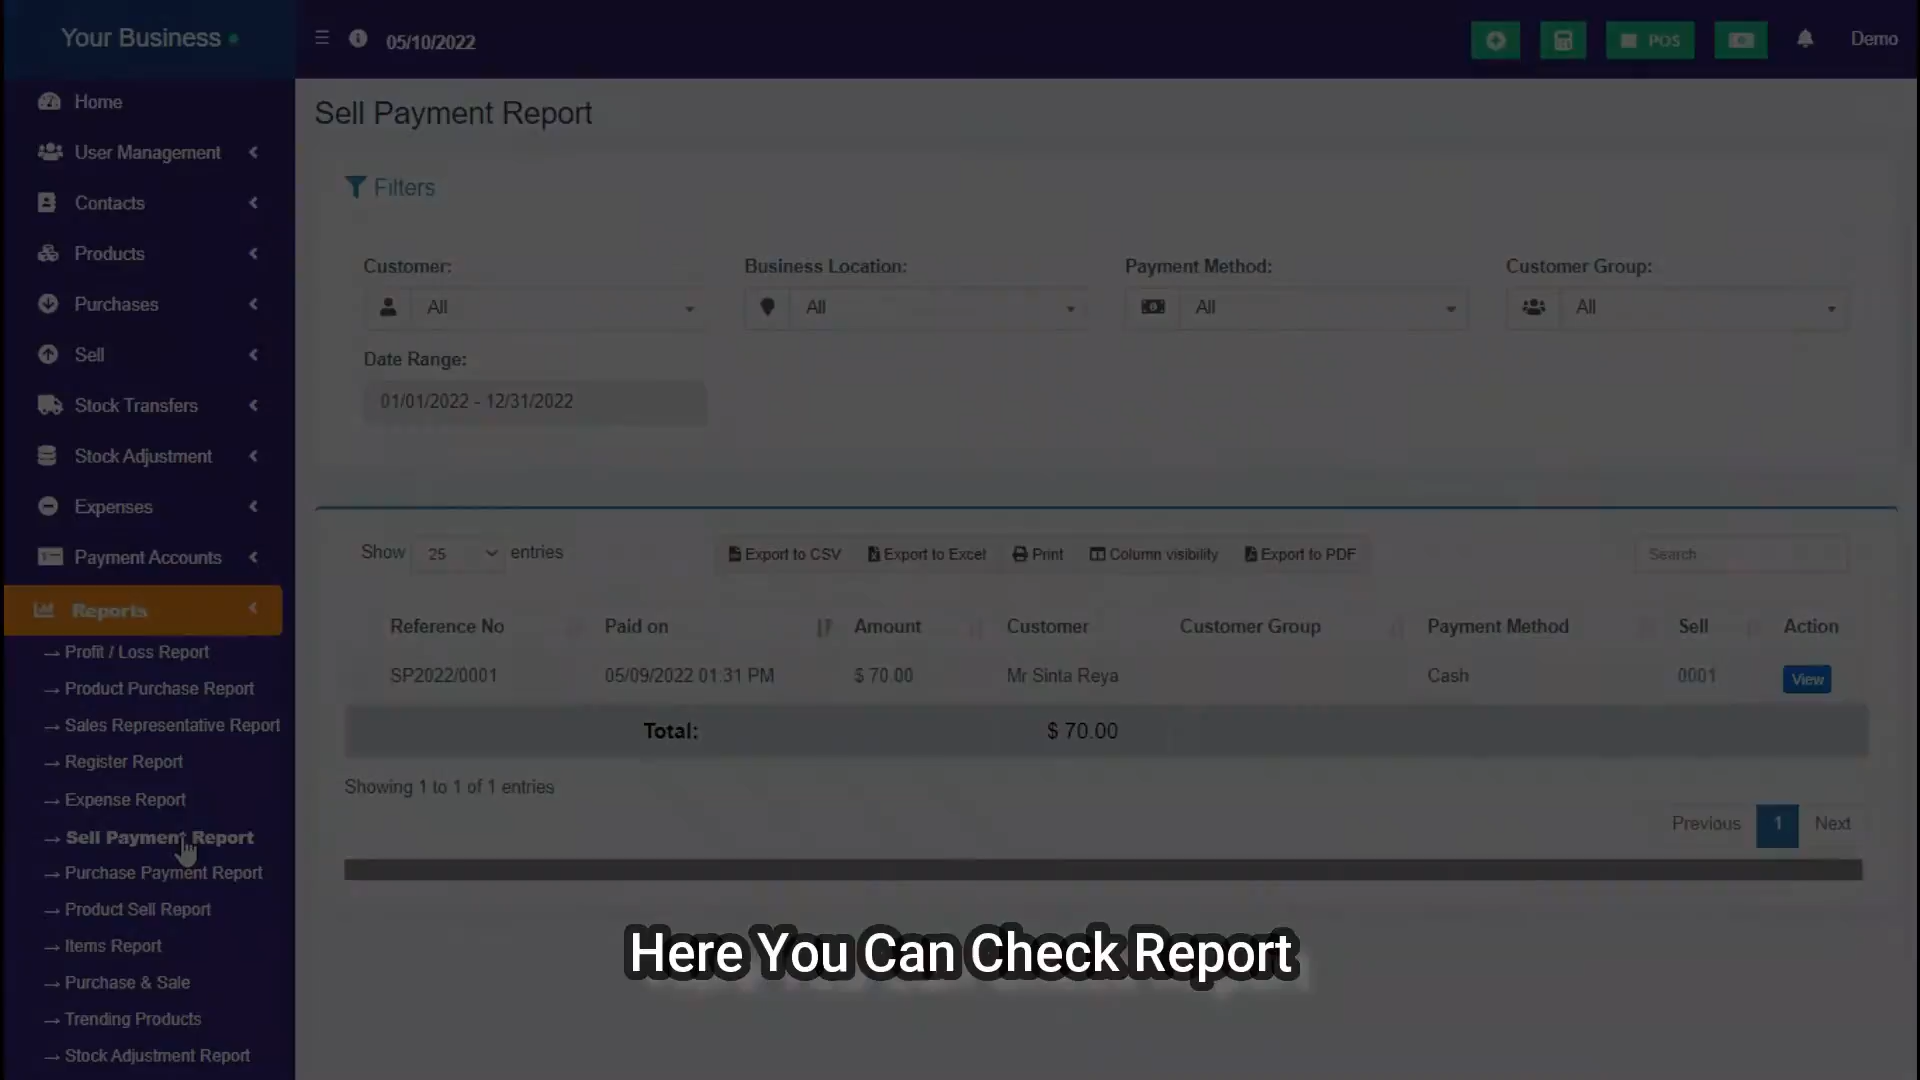 Your Business
05/10/2022
POS
Demo
Home
User Management
Contacts
Products
Purchases
Sell
Stock Transfers
Stock Adjustment
Expenses
Payment Accounts
Reports
→ Profit / Loss Report
→ Product Purchase Report
→ Sales Representative Report
→ Register Report
→ Expense Report
→ Sell Payment Report
→ Purchase Payment Report
→ Product Sell Report
→ Items Report
→ Purchase & Sale
→ Trending Products
→ Stock Adjustment Report
Sell Payment Report
Filters
Customer: Business Location: Payment Method: Customer Group:
All All All All
Date Range:
01/01/2022 - 12/31/2022
Show 25 entries Export to CSV Export to Excel Print Column visibility Export to PDF Search
Reference No Paid on Amount Customer Customer Group Payment Method Sell Action
SP2022/0001 05/09/2022 01:31 PM $ 70.00 Mr Sinta Reya Cash 0001 View
Total: $ 70.00
Showing 1 to 1 of 1 entries
Previous 1 Next
Here You Can Check Report